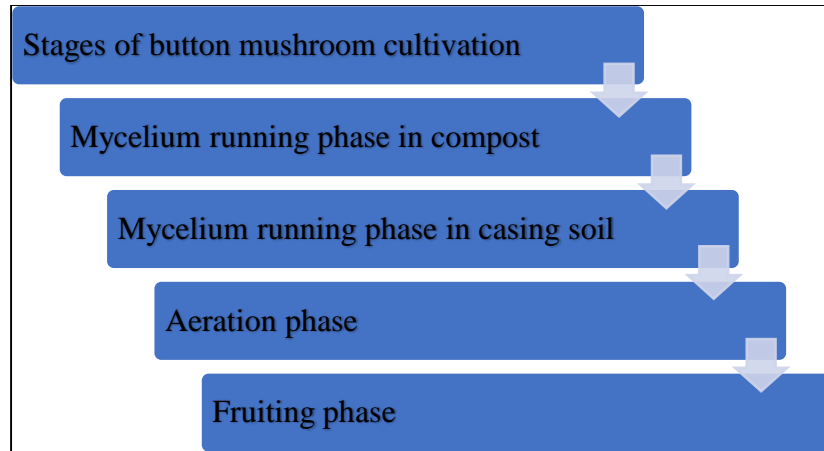 Stages of button mushroom cultivation
Mycelium running phase in compost
Mycelium running phase in casing soil
Aeration phase
Fruiting phase